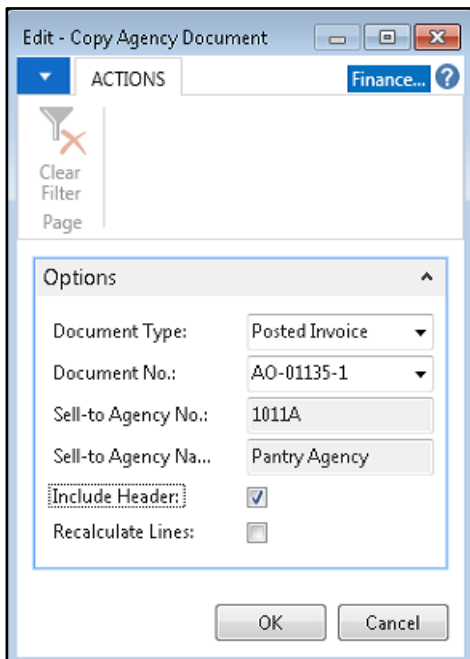 Edit - Copy Agency Document
ACTIONS
Finance...
?
Clear
Filter
Page
Options
Document Type: Posted Invoice
Document No.: AO-01135-1
Sell-to Agency No.: 1011A
Sell-to Agency Na... Pantry Agency
Include Header:
Recalculate Lines:
OK Cancel